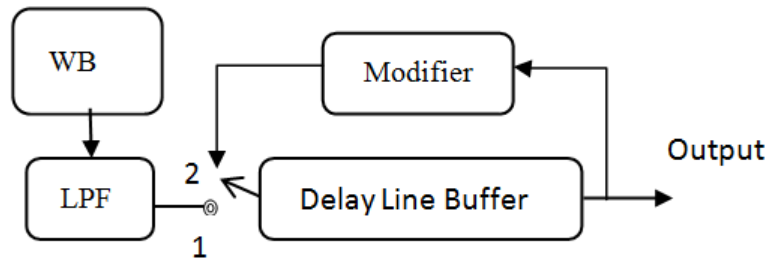 WB
Modifier
Output
2
LPF
Delay Line Buffer
1